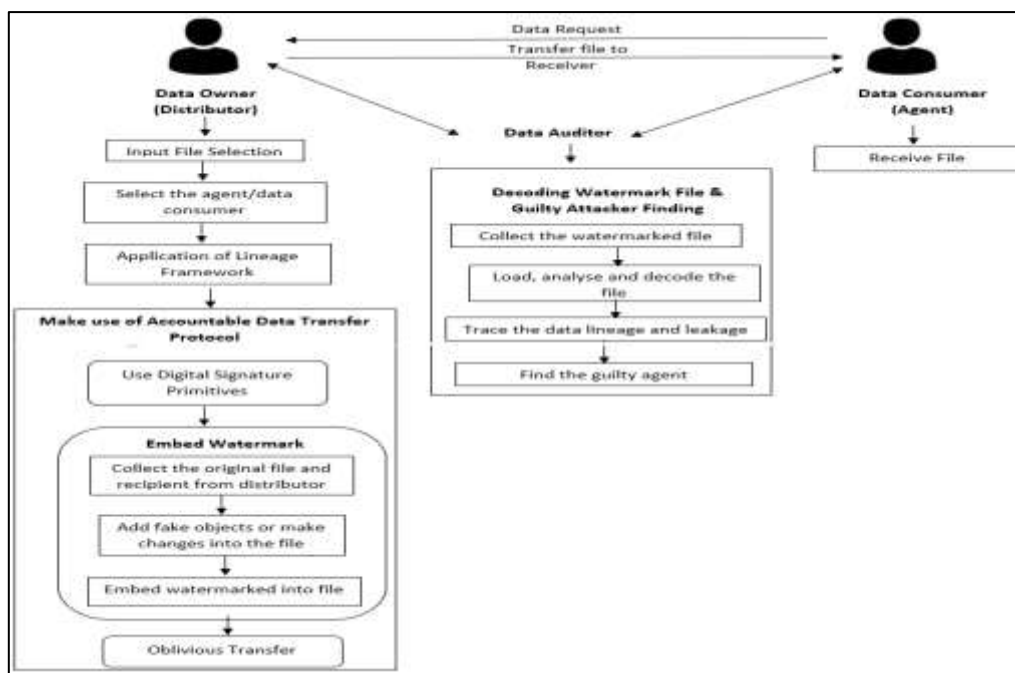 Data Request
Transfer file to
Receiver
Data Owner
(Distributor)
Data Consumer
(Agent)
Data Auditor
Input File Selection
Receive File
Select the agent/data
consumer
Application of Lineage
Framework
Make use of Accountable Data Transfer
Protocol
Use Digital Signature
Primitives
Embed Watermark
Collect the original file and
recipient from distributor
Add fake objects or make
changes into the file
Embed watermarked into file
Oblivious Transfer
Decoding Watermark File &
Guilty Attacker Finding
Collect the watermarked file
Load, analyse and decode the
file
Trace the data lineage and leakage
Find the guilty agent